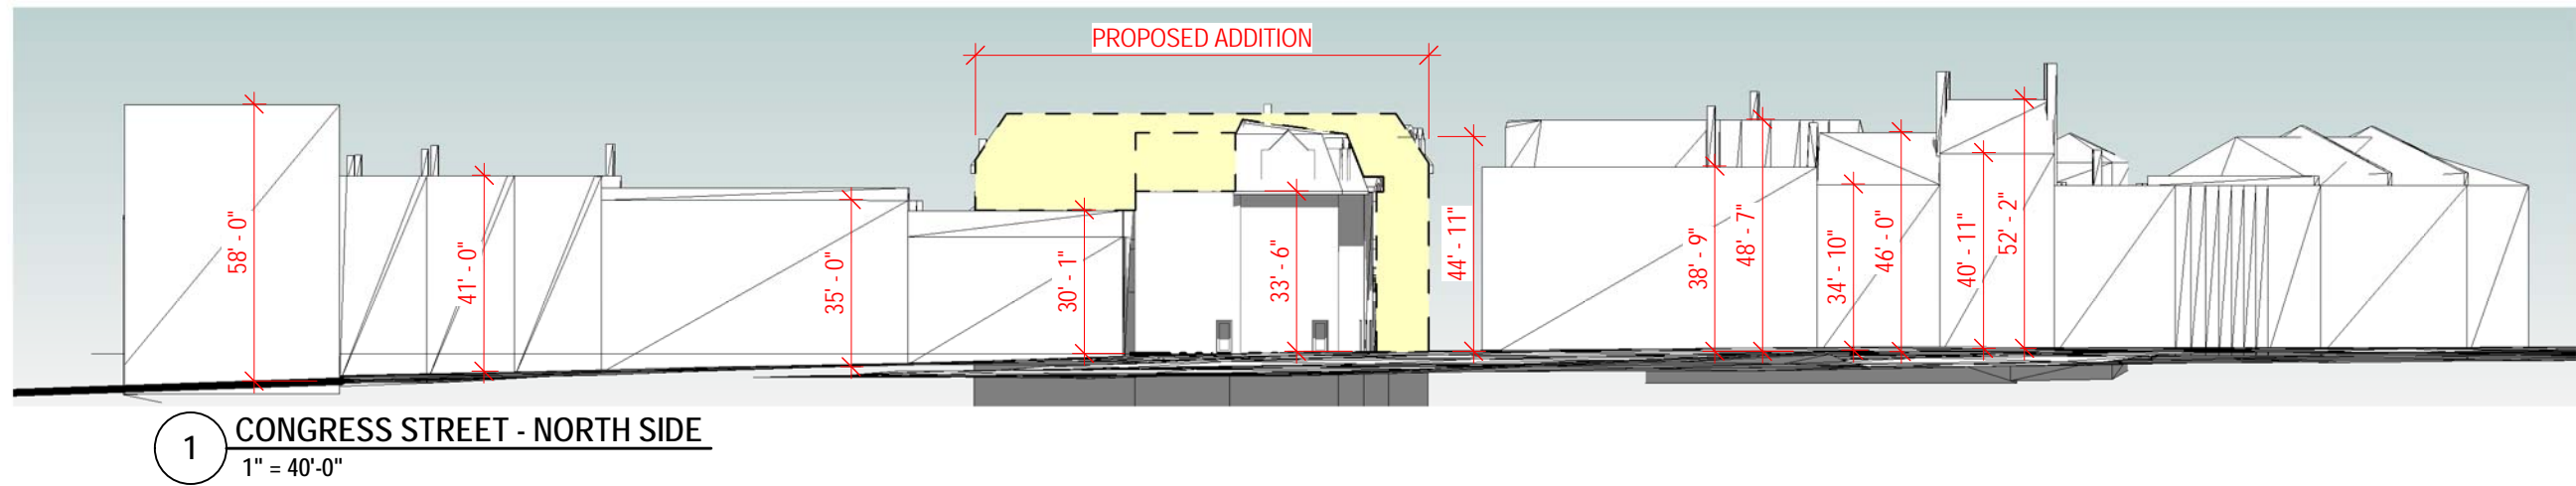 PROPOSED ADDITION
58' - 0"
41' - 0"
35' - 0"
30' - 1"
33' - 6"
44' - 11"
38' - 9"
48' - 7"
34' - 10"
46' - 0"
40' - 11"
52' - 2"
1
CONGRESS STREET - NORTH SIDE
1" = 40'-0"